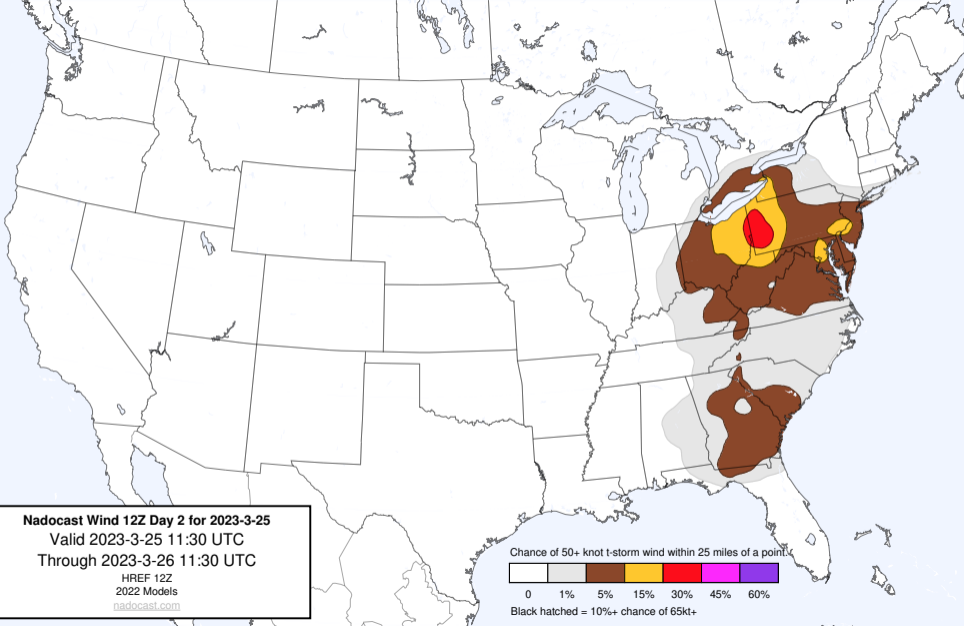 Nadocast Wind 12Z Day 2 for 2023-3-25
Valid 2023-3-25 11:30 UTC
Through 2023-3-26 11:30 UTC
HREF 12Z
2022 Models
nadocast.com
Chance of 50+ knot t-storm wind within 25 miles of a point.
0 1% 5% 15% 30% 45% 60%
Black hatched = 10%+ chance of 65kt+